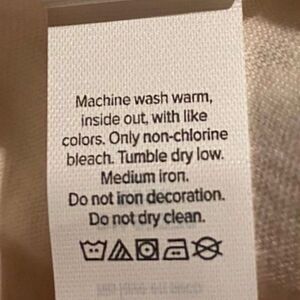 Machine wash warm,
inside out, with like
colors. Only non-chlorine
bleach. Tumble dry low.
Medium iron.
Do not iron decoration.
Do not dry clean.